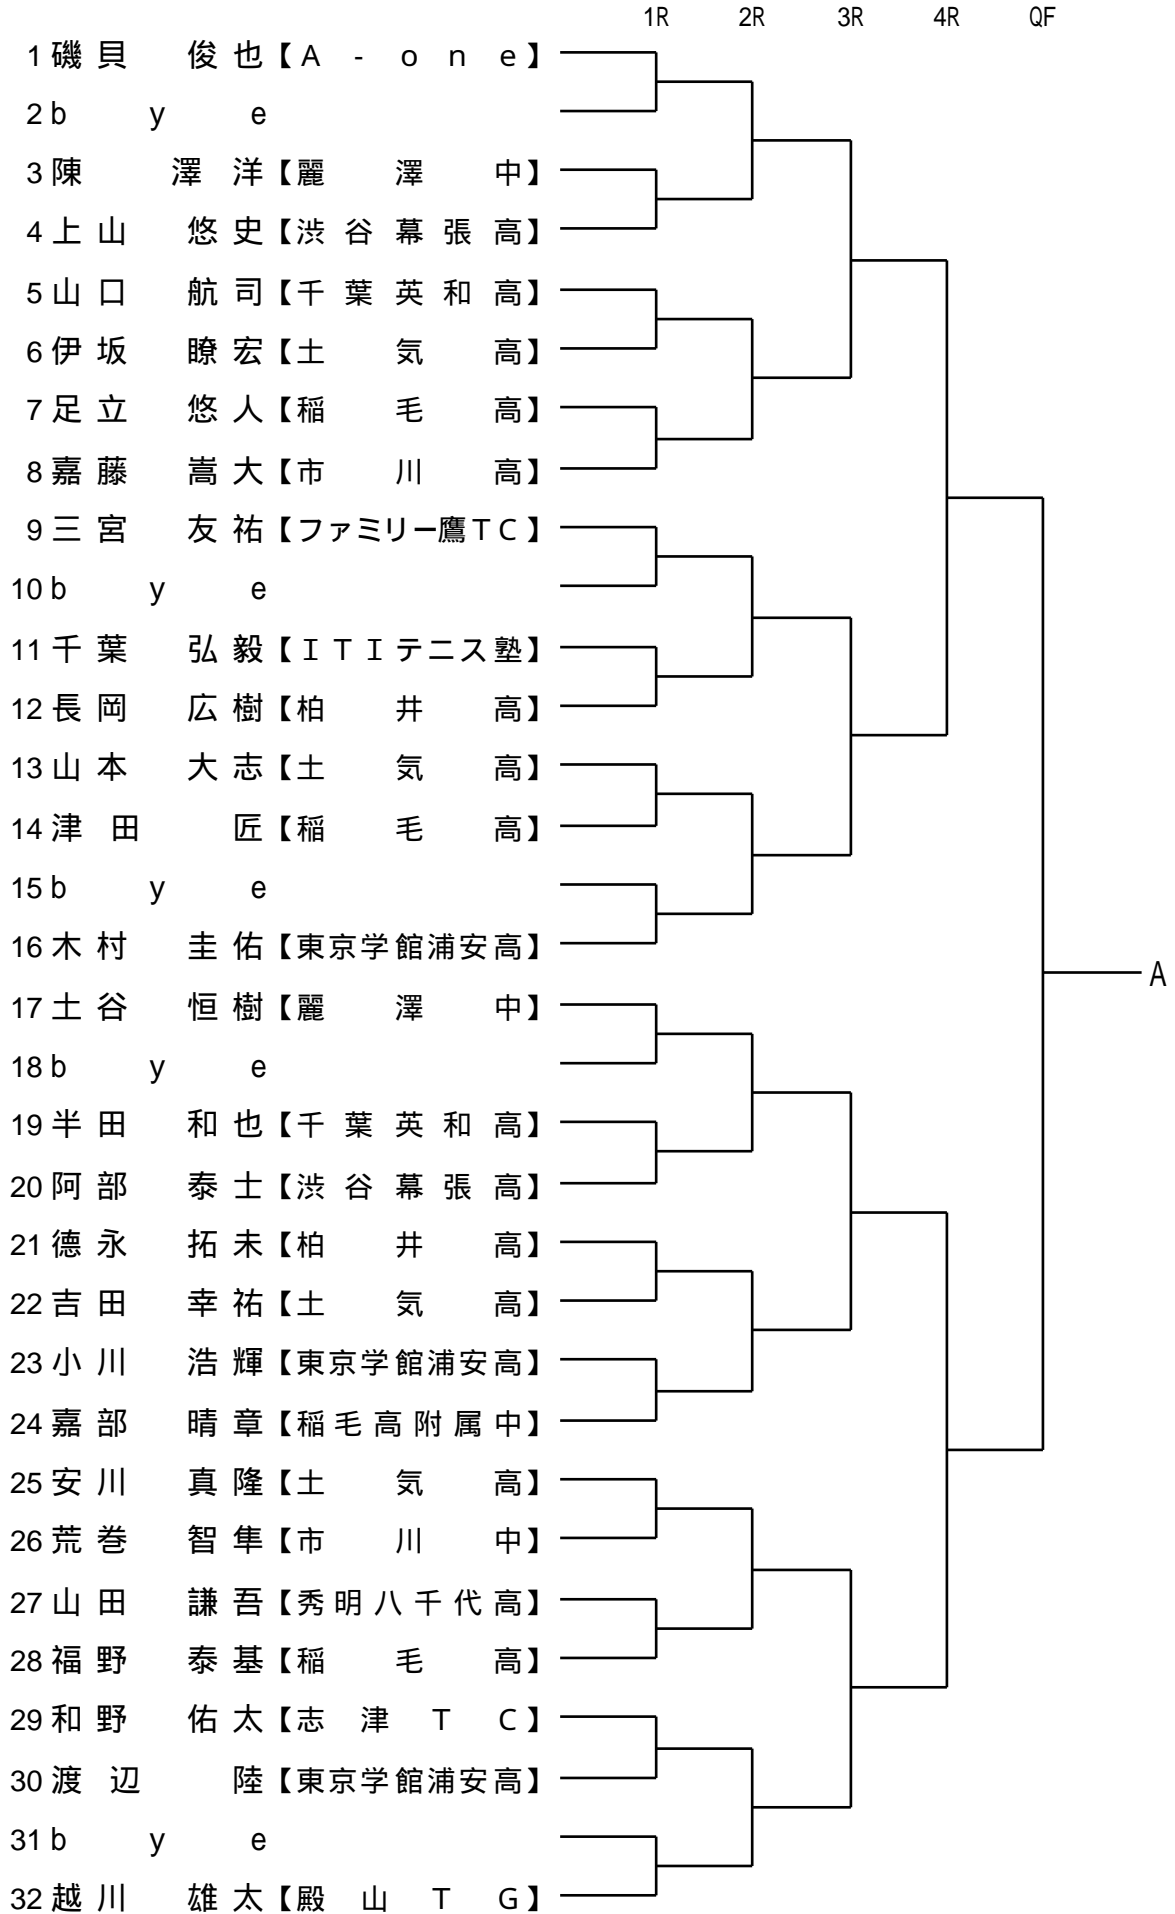 1R 2R 3R 4R QF
1 磯貝 俊也【A-one】
2 bye
3 陳 澤洋【麗澤中】
4 上山 悠史【渋谷幕張高】
5 山口 航司【千葉英和高】
6 伊坂 瞭宏【土気高】
7 足立 悠人【稲毛高】
8 嘉藤 嵩大【市川高】
9 三宮 友祐【ファミリー鷹TC】
10 bye
11 千葉 弘毅【ITIテニス塾】
12 長岡 広樹【柏井高】
13 山本 大志【土気高】
14 津田 匠【稲毛高】
15 bye
16 木村 圭佑【東京学館浦安高】
A
17 土谷 恒樹【麗澤中】
18 bye
19 半田 和也【千葉英和高】
20 阿部 泰士【渋谷幕張高】
21 德永 拓未【柏井高】
22 吉田 幸祐【土気高】
23 小川 浩輝【東京学館浦安高】
24 嘉部 晴章【稲毛高附属中】
25 安川 真隆【土気高】
26 荒巻 智隼【市川中】
27 山田 謙吾【秀明八千代高】
28 福野 泰基【稲毛高】
29 和野 佑太【志津TC】
30 渡辺 陸【東京学館浦安高】
31 bye
32 越川 雄太【殿山TG】